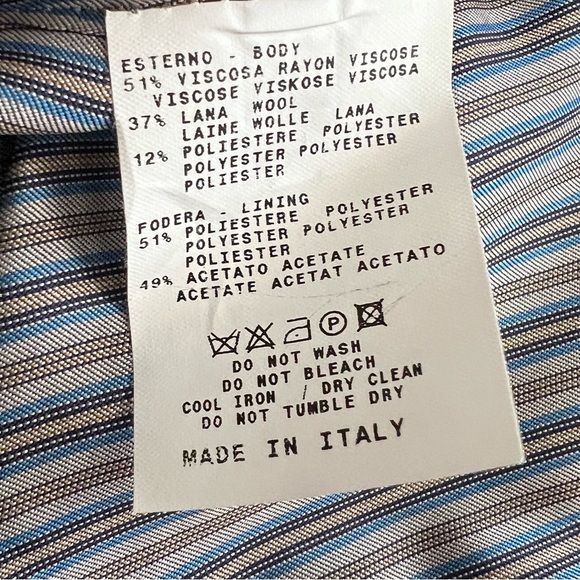 ESTERNO - BODY
51% VISCOSA RAYON VISCOSE
VISCOSE VISKOSE VISCOSA
37% LANA WOOL
LAINE WOLLE LANA
12% POLIESTERE POLYESTER
POLYESTER POLYESTER
POLIESTER
FODERA - LINING
51% POLIESTERE POLYESTER
POLYESTER POLYESTER
POLIESTER
49% ACETATO ACETATE
ACETATE ACETAT ACETATO
P
DO NOT WASH
DO NOT BLEACH
COOL IRON / DRY CLEAN
DO NOT TUMBLE DRY
MADE IN ITALY